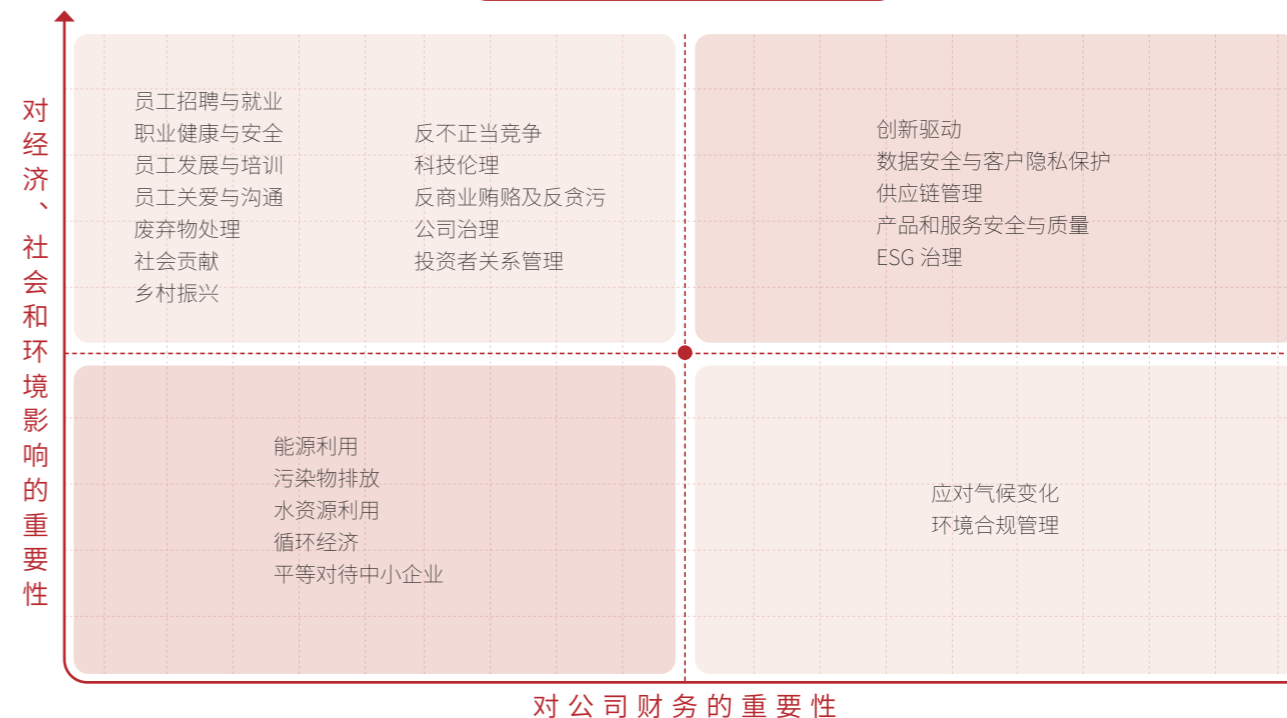 对经济、社会和环境影响的重要性
员工招聘与就业
职业健康与安全
员工发展与培训
员工关爱与沟通
废弃物处理
社会贡献
乡村振兴
反不正当竞争
科技伦理
反商业贿赂及反贪污
公司治理
投资者关系管理
创新驱动
数据安全与客户隐私保护
供应链管理
产品和服务安全与质量
ESG 治理
能源利用
污染物排放
水资源利用
循环经济
平等对待中小企业
应对气候变化
环境合规管理
对公司财务的重要性